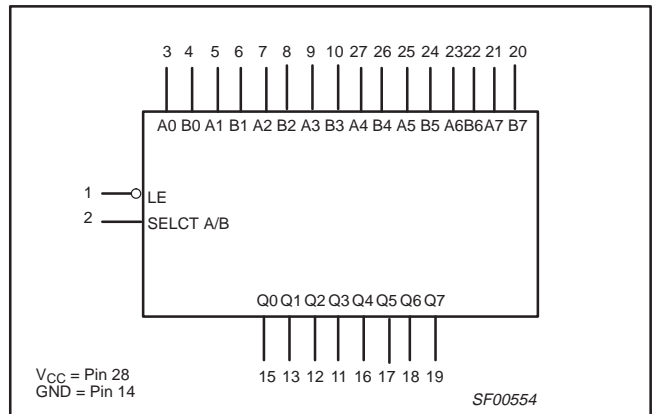 3 4 5 6 7 8 9 10 27 26 25 24 23 22 21 20
A0 B0 A1 B1 A2 B2 A3 B3 A4 B4 A5 B5 A6 B6 A7 B7
1 LE
2 SELCT A/B
Q0 Q1 Q2 Q3 Q4 Q5 Q6 Q7
15 13 12 11 16 17 18 19
VCC = Pin 28
GND = Pin 14
SF00554